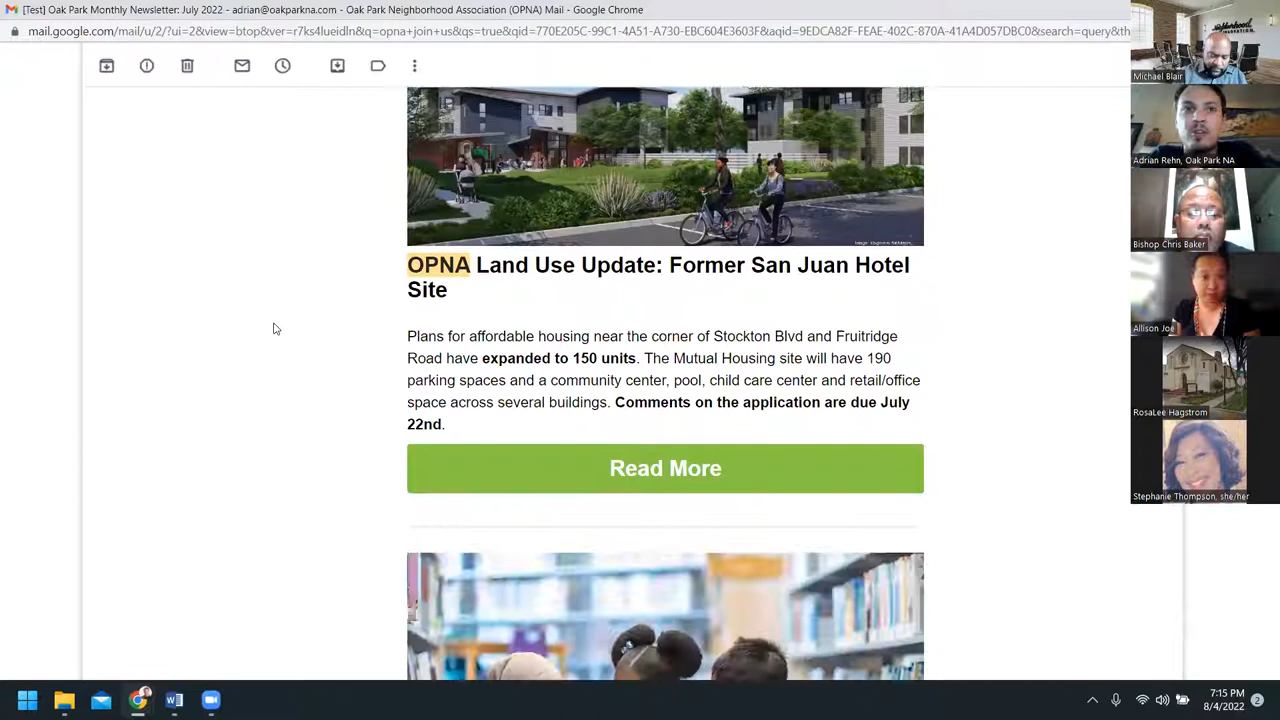 [Test] Oak Park Monthly Newsletter: July 2022 - adrian@oakparkna.com - Oak Park Neighborhood Association (OPNA) Mail - Google Chrome
mail.google.com/mail/u/2/?ui=2&view=btop&ver=r7ks4lueidln&q=opna+join+us&qs=true&qid=770E205C-99C1-4A51-A730-EBC604E3603F&aqid=9EDCA82F-FEAE-402C-870A-41A4D057DBC0&search=query&th
Michael Blair
Adrian Rehn, Oak Park NA
Bishop Chris Baker
Allison Joe
RosaLee Hagstrom
Stephanie Thompson, she/her
OPNA Land Use Update: Former San Juan Hotel
Site
Plans for affordable housing near the corner of Stockton Blvd and Fruitridge
Road have expanded to 150 units. The Mutual Housing site will have 190
parking spaces and a community center, pool, child care center and retail/office
space across several buildings. Comments on the application are due July
22nd.
Read More
7:15 PM
8/4/2022
2